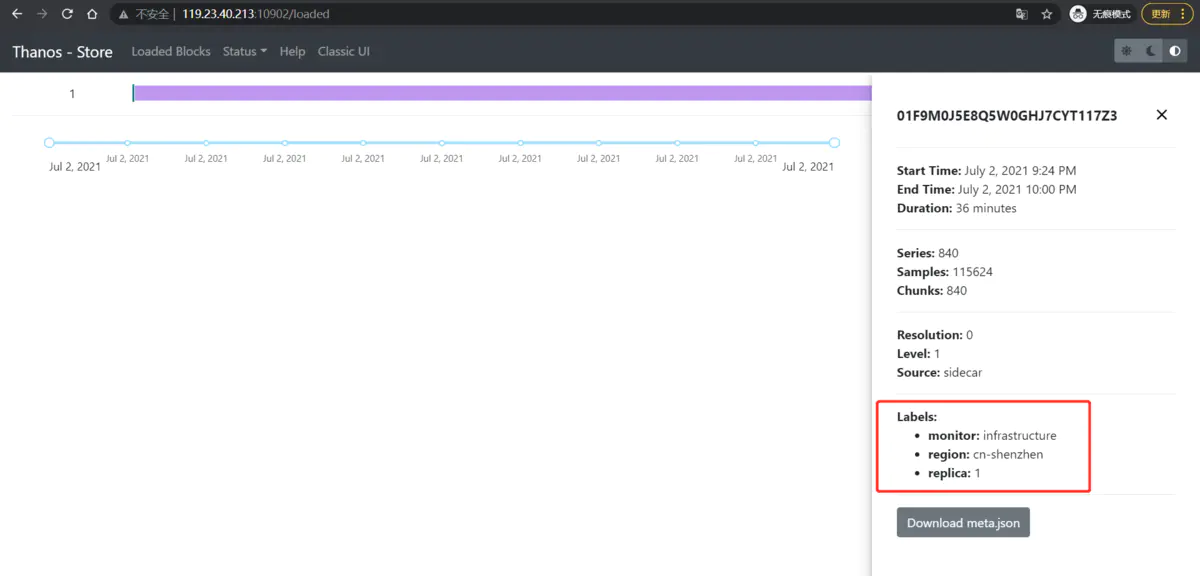 不安全 | 119.23.40.213:10902/loaded
无痕模式
更新
Thanos - Store Loaded Blocks Status Help Classic UI
1
Jul 2, 2021 Jul 2, 2021 Jul 2, 2021 Jul 2, 2021 Jul 2, 2021 Jul 2, 2021 Jul 2, 2021 Jul 2, 2021 Jul 2, 2021
Jul 2, 2021 Jul 2, 2021
01F9M0J5E8Q5W0GHJ7CYT117Z3
Start Time: July 2, 2021 9:24 PM
End Time: July 2, 2021 10:00 PM
Duration: 36 minutes
Series: 840
Samples: 115624
Chunks: 840
Resolution: 0
Level: 1
Source: sidecar
Labels:
monitor: infrastructure
region: cn-shenzhen
replica: 1
Download meta.json